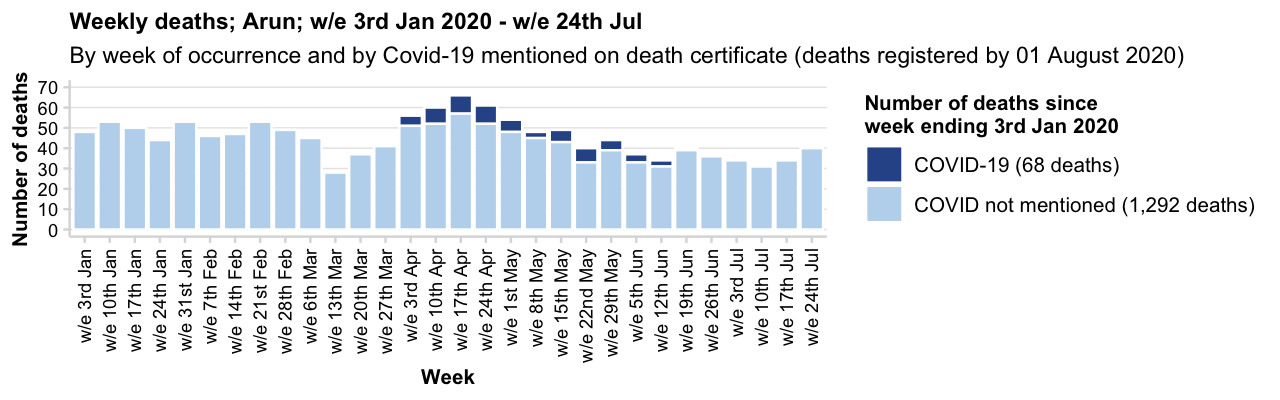 Weekly deaths; Arun; w/e 3rd Jan 2020 - w/e 24th Jul
By week of occurrence and by Covid-19 mentioned on death certificate (deaths registered by 01 August 2020)
Number of deaths
70
60
50
40
30
20
10
0
w/e 3rd Jan
w/e 10th Jan
w/e 17th Jan
w/e 24th Jan
w/e 31st Jan
w/e 7th Feb
w/e 14th Feb
w/e 21st Feb
w/e 28th Feb
w/e 6th Mar
w/e 13th Mar
w/e 20th Mar
w/e 27th Mar
w/e 3rd Apr
w/e 10th Apr
w/e 17th Apr
w/e 24th Apr
w/e 1st May
w/e 8th May
w/e 15th May
w/e 22nd May
w/e 29th May
w/e 5th Jun
w/e 12th Jun
w/e 19th Jun
w/e 26th Jun
w/e 3rd Jul
w/e 10th Jul
w/e 17th Jul
w/e 24th Jul
Week
Number of deaths since
week ending 3rd Jan 2020
COVID-19 (68 deaths)
COVID not mentioned (1,292 deaths)